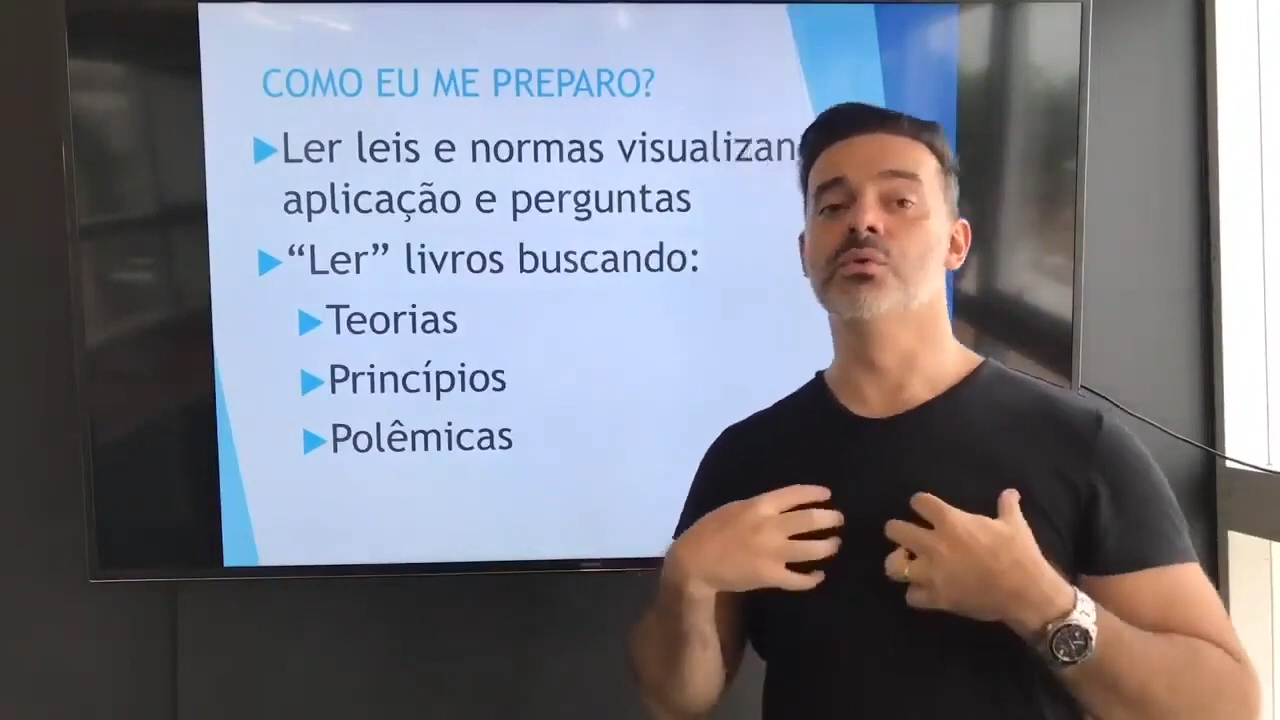 COMO EU ME PREPARO?
Ler leis e normas
aplicação e perguntas
“Ler” livros buscando:
Teorias
Princípios
Polêmicas